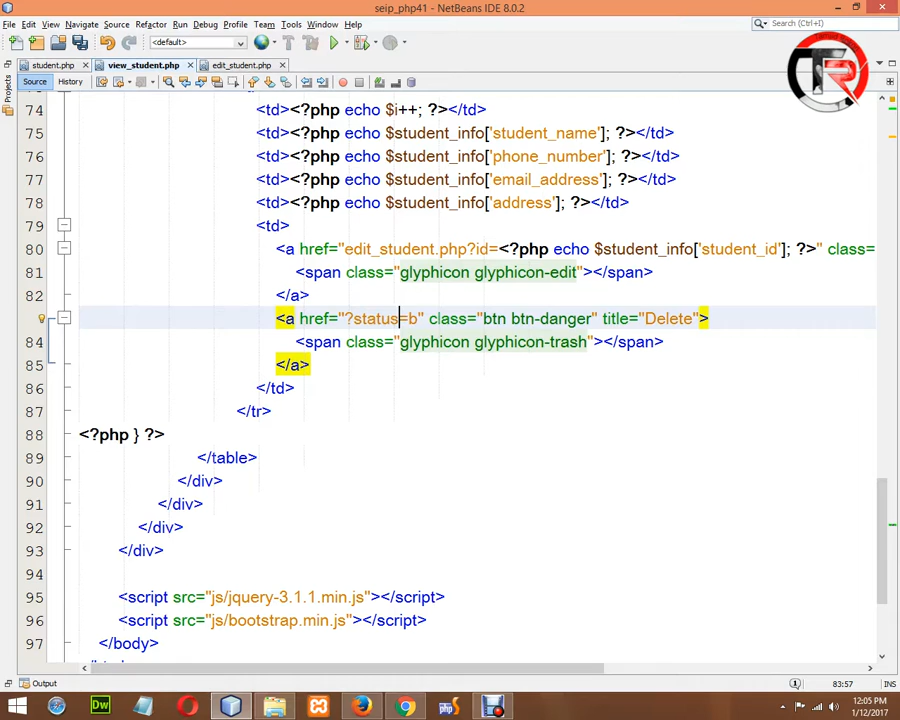 seip_php41 - NetBeans IDE 8.0.2
File Edit View Navigate Source Refactor Run Debug Profile Team Tools Window Help
Search (Ctrl+I)
<default>
student.php view_student.php edit_student.php
Source History
Projects
74 <td><?php echo $i++; ?></td>
75 <td><?php echo $student_info['student_name']; ?></td>
76 <td><?php echo $student_info['phone_number']; ?></td>
77 <td><?php echo $student_info['email_address']; ?></td>
78 <td><?php echo $student_info['address']; ?></td>
79 <td>
80 <a href="edit_student.php?id=<?php echo $student_info['student_id']; ?>" class=
81 <span class="glyphicon glyphicon-edit"></span>
82 </a>
<a href="?status=b" class="btn btn-danger" title="Delete">
84 <span class="glyphicon glyphicon-trash"></span>
85 </a>
86 </td>
87 </tr>
88 <?php } ?>
89 </table>
90 </div>
91 </div>
92 </div>
93 </div>
94
95 <script src="js/jquery-3.1.1.min.js"></script>
96 <script src="js/bootstrap.min.js"></script>
97 </body>
Output
83:57 INS
Dw
php
12:05 PM
1/12/2017